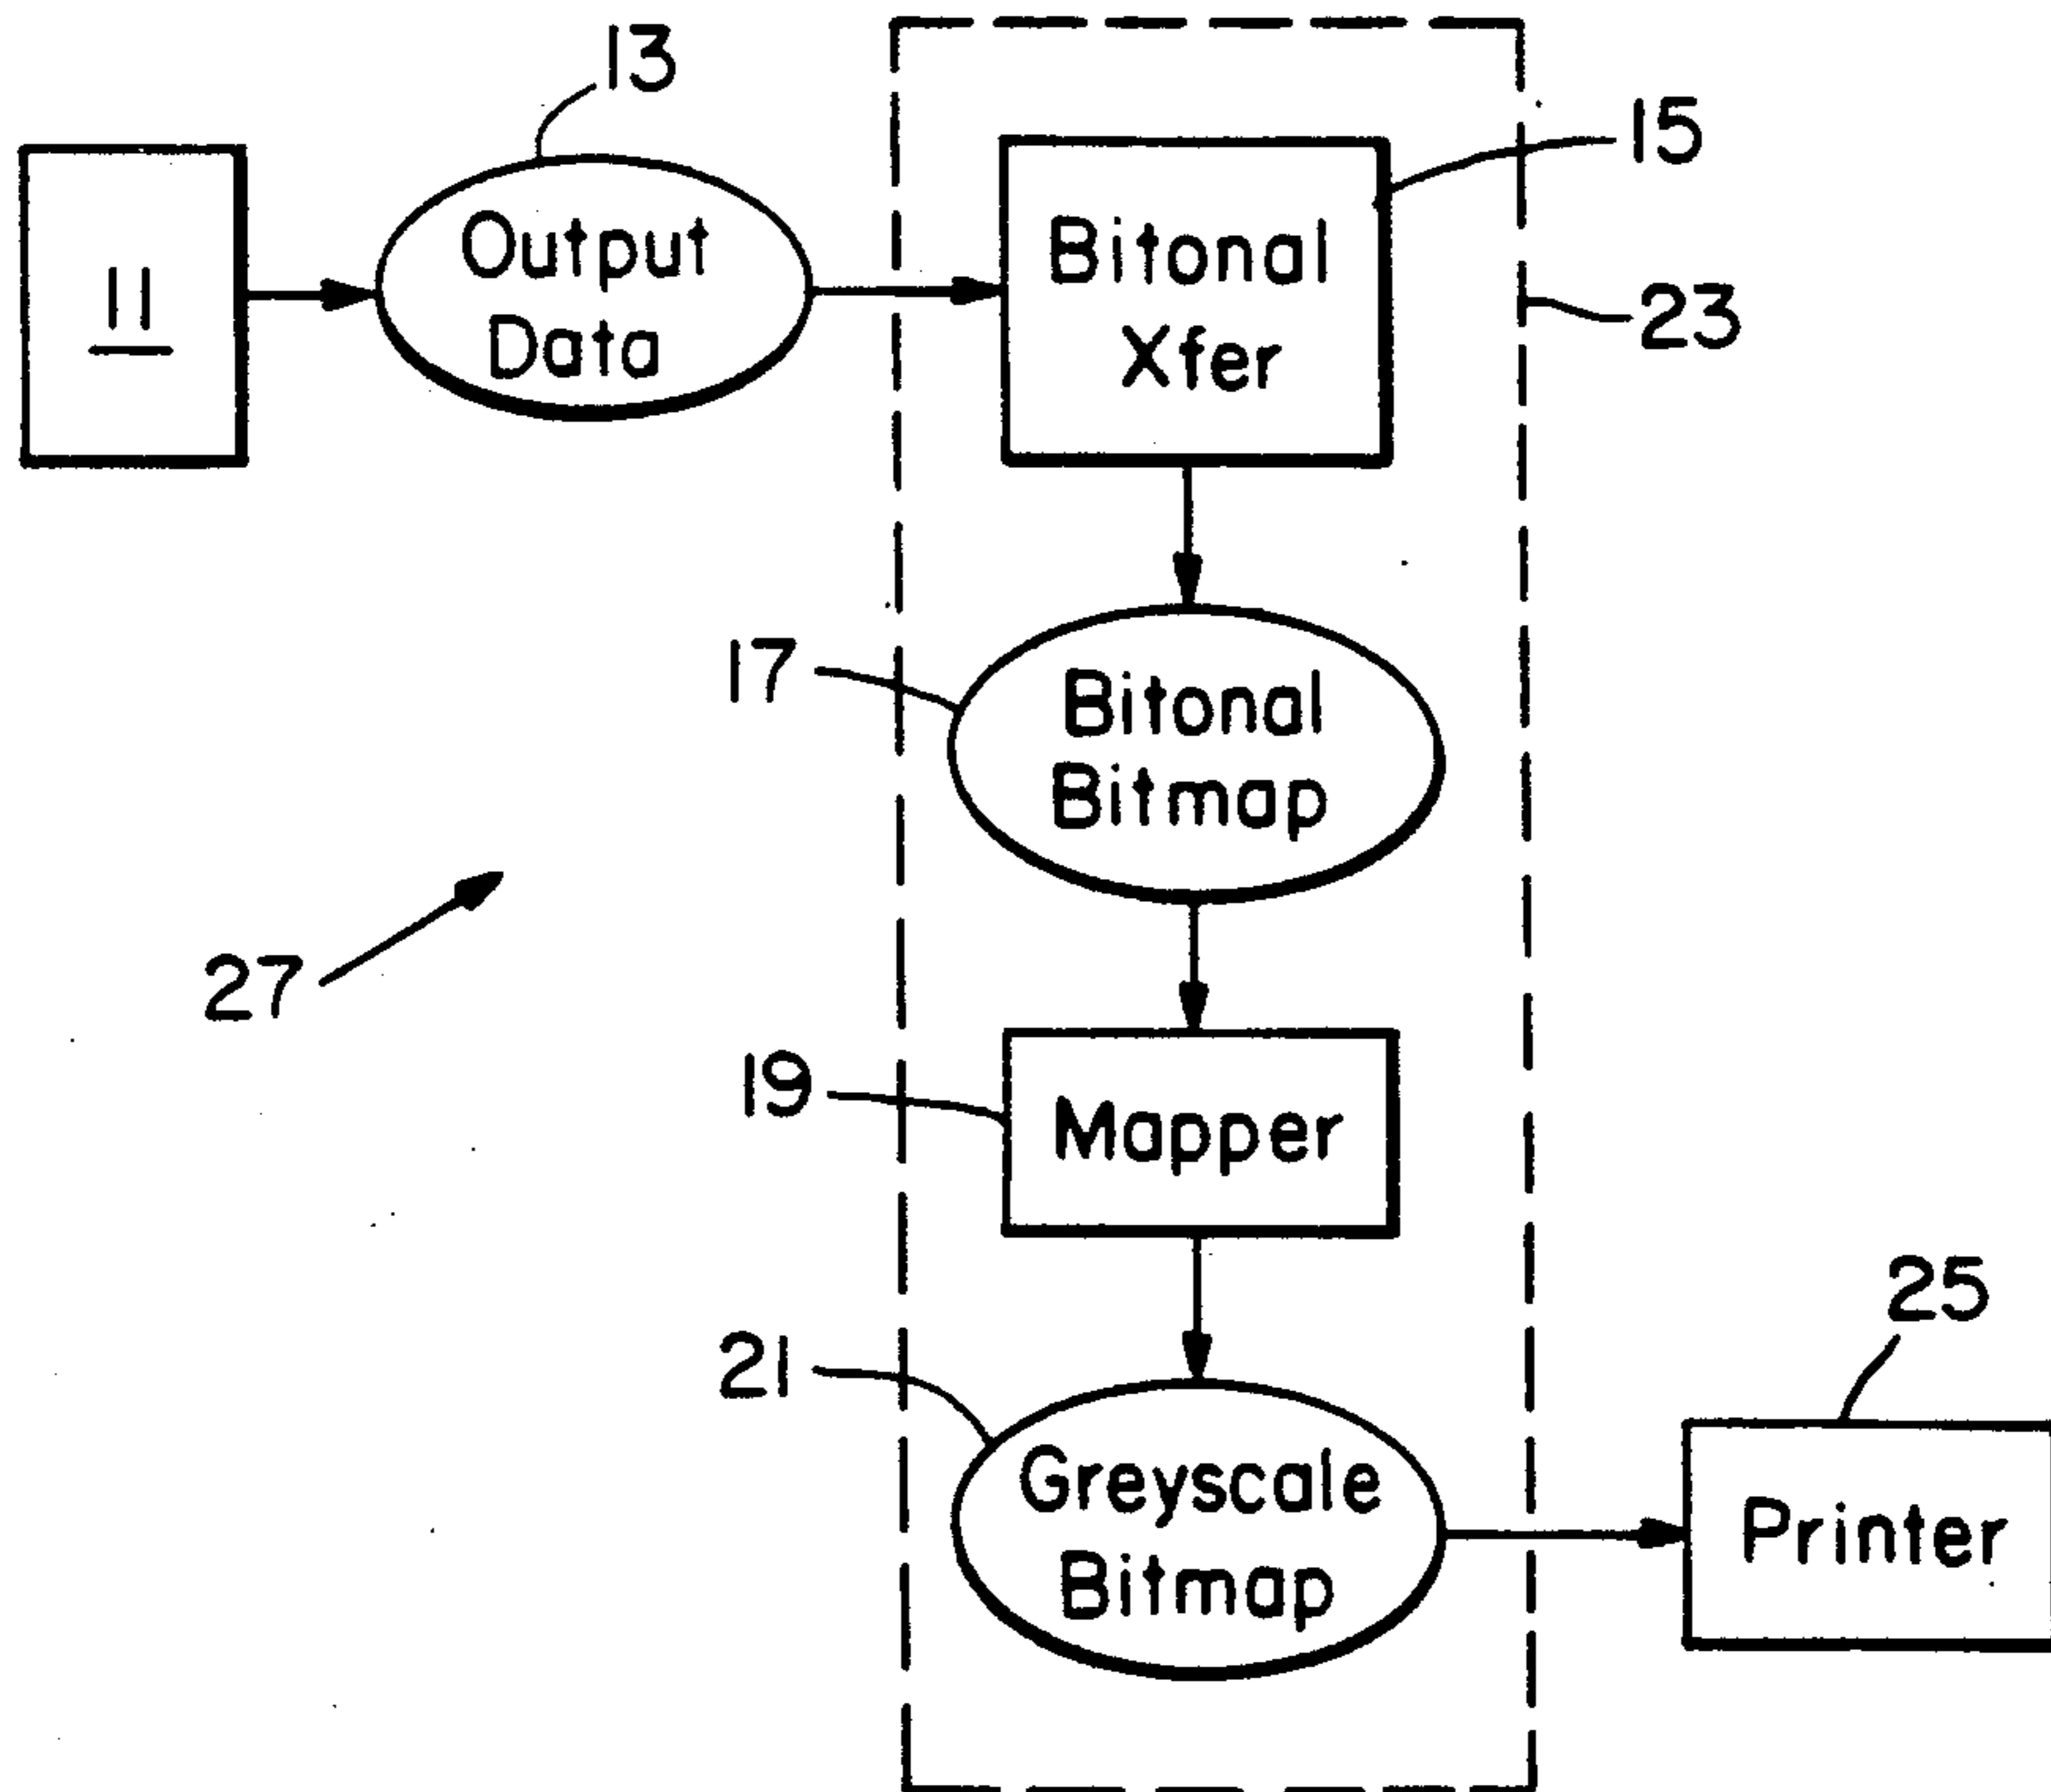 13
11
Output
Data
Bitonal
Xfer
15
23
17
Bitonal
Bitmap
27
19
Mapper
21
Greyscale
Bitmap
25
Printer